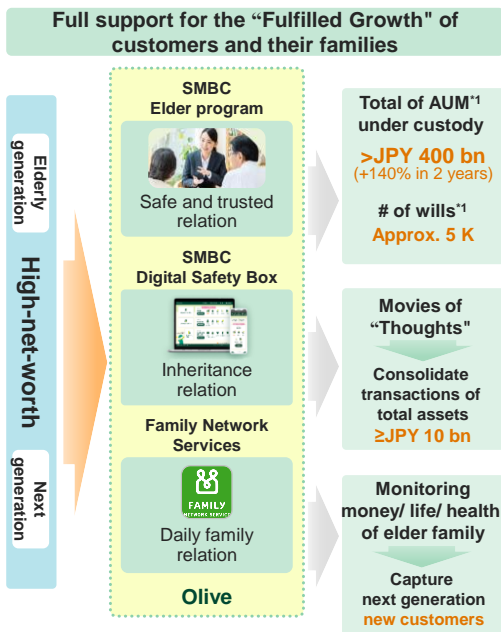 Full support for the “Fulfilled Growth" of
customers and their families
Elderly
generation
High-net-worth
Next
generation
SMBC
Elder program
Safe and trusted
relation
SMBC
Digital Safety Box
Inheritance
relation
Family Network
Services
FAMILY
NETWORK SERVICE
Daily family
relation
Olive
Total of AUM*1
under custody
>JPY 400 bn
(+140% in 2 years)
# of wills*1
Approx. 5 K
Movies of
“Thoughts"
Consolidate
transactions of
total assets
≥JPY 10 bn
Monitoring
money/ life/ health
of elder family
Capture
next generation
new customers